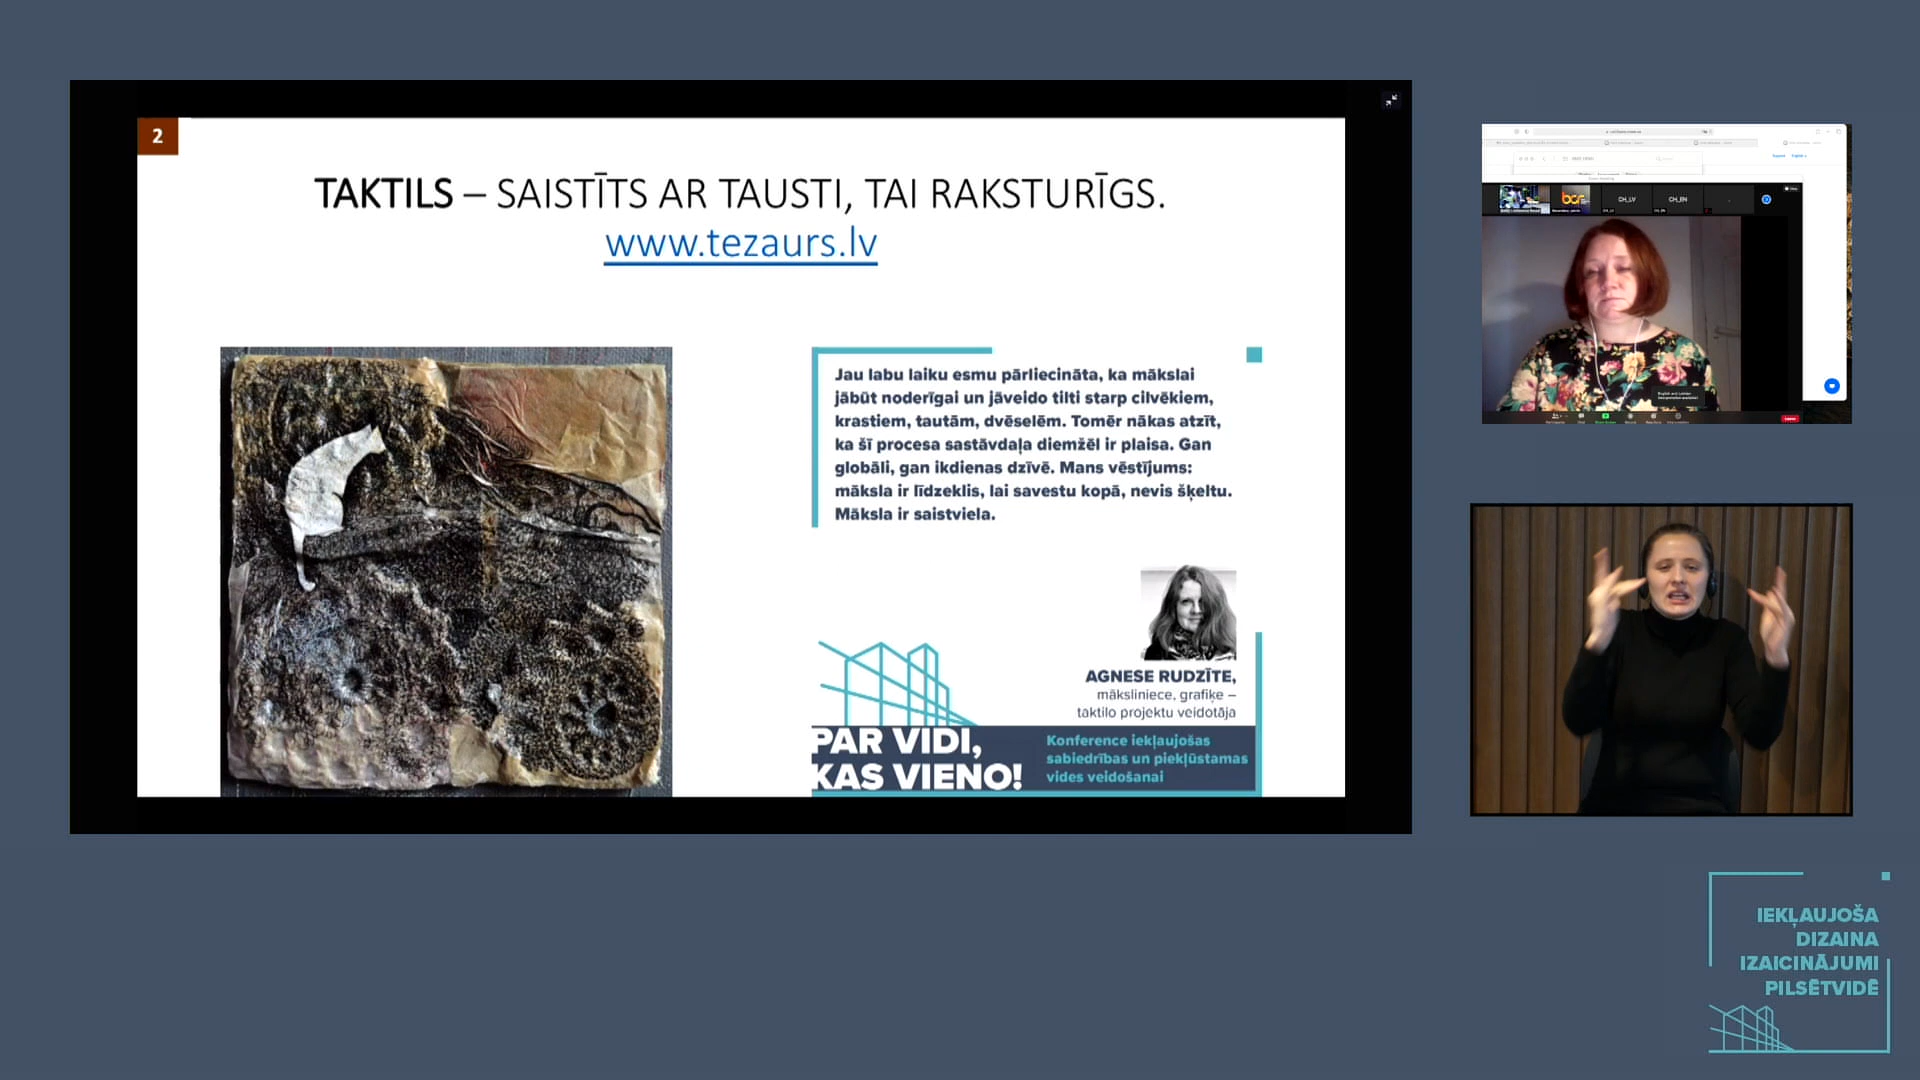 2
TAKTILS – SAISTĪTS AR TAUSTI, TAI RAKSTURĪGS.
www.tezaurs.lv
Jau labu laiku esmu pārliecināta, ka mākslai
jābūt noderīgai un jāveido tilti starp cilvēkiem,
krastiem, tautām, dvēselēm. Tomēr nākas atzīt,
ka šī procesa sastāvdaļa diemžēl ir plaisa. Gan
globāli, gan ikdienas dzīvē. Mans vēstījums:
māksla ir līdzeklis, lai savestu kopā, nevis šķeltu.
Māksla ir saistviela.
AGNESE RUDZĪTE,
māksliniece, grafiķe –
taktilo projektu veidotāja
PAR VIDI,
KAS VIENO!
Konference iekļaujošas
sabiedrības un piekļūstamas
vides veidošanai
bcr
CH_LV
CH_EN
IEKĻAUJOŠA
DIZAINA
IZAICINĀJUMI
PILSĒTVIDĒ